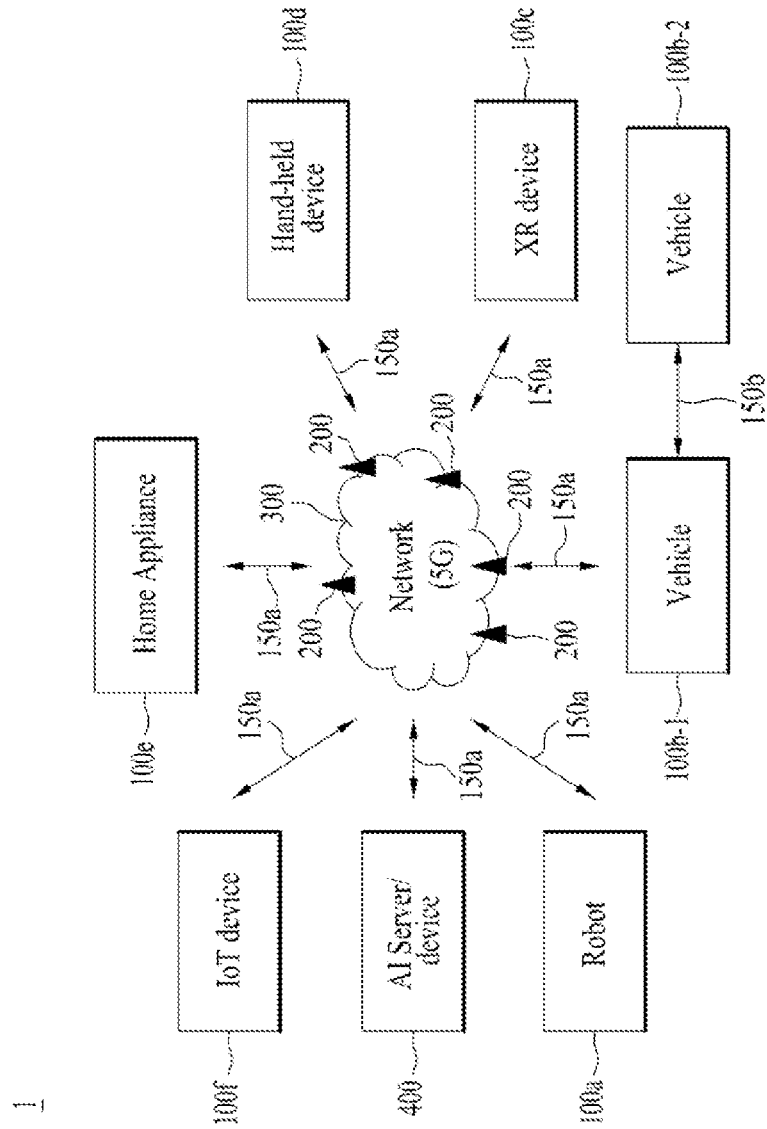 1
100e
Home Appliance
100f
IoT device
150a
150a
200
300
200
150a
Hand-held
device
100d
400
AI Server/
device
150a
Network
(5G)
200
100a
Robot
150a
200
200
150a
150a
XR device
100c
100b-1
Vehicle
150b
Vehicle
100b-2